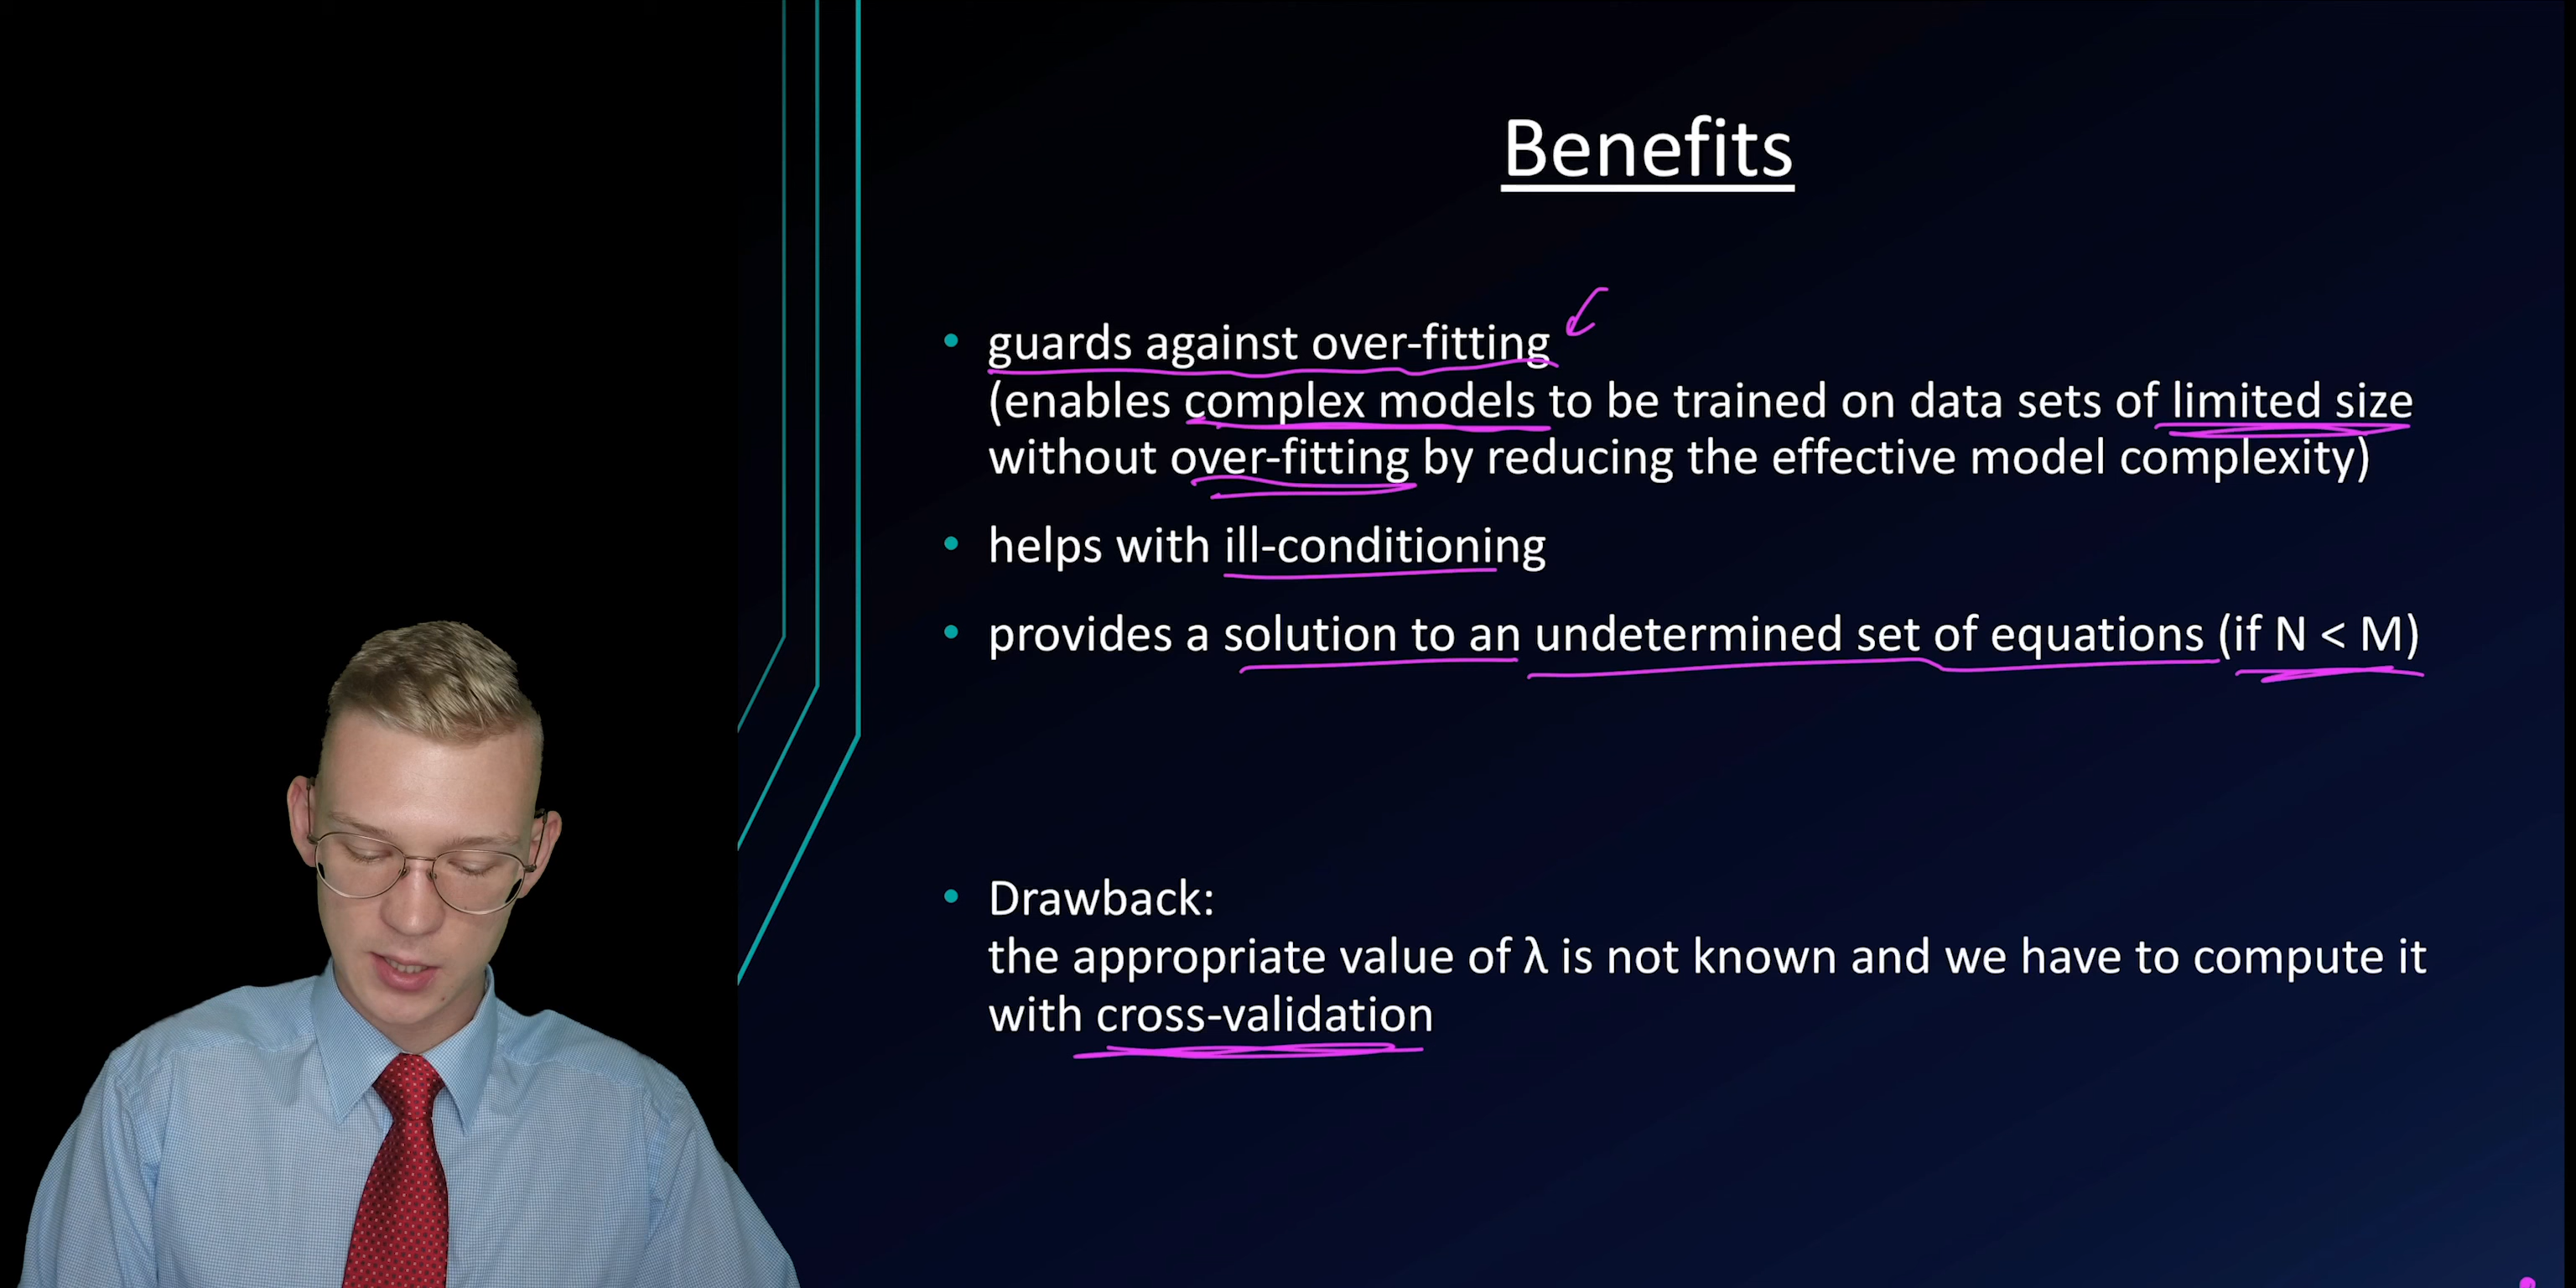 Benefits
• guards against over-fitting
(enables complex models to be trained on data sets of limited size
without over-fitting by reducing the effective model complexity)
• helps with ill-conditioning
• provides a solution to an undetermined set of equations (if N < M)
• Drawback:
the appropriate value of λ is not known and we have to compute it
with cross-validation